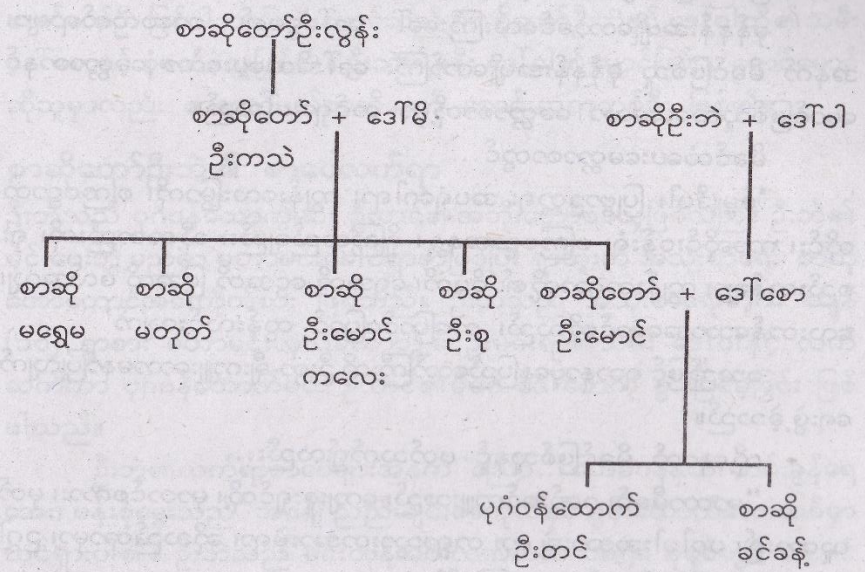 စာဆိုတော်ဦးလွန်း
စာဆိုတော် + ဒေါ်မိ
ဦးကသဲ
စာဆိုဦးဘဲ + ဒေါ်ဝါ
စာဆို
မရွှေမ
စာဆို
မတုတ်
စာဆို
ဦးမောင်
ကလေး
စာဆို
ဦးစု
စာဆိုတော် + ဒေါ်စော
ဦးမောင်
ပုဂံဝန်ထောက်
ဦးတင်
စာဆို
ခင်ခန့်